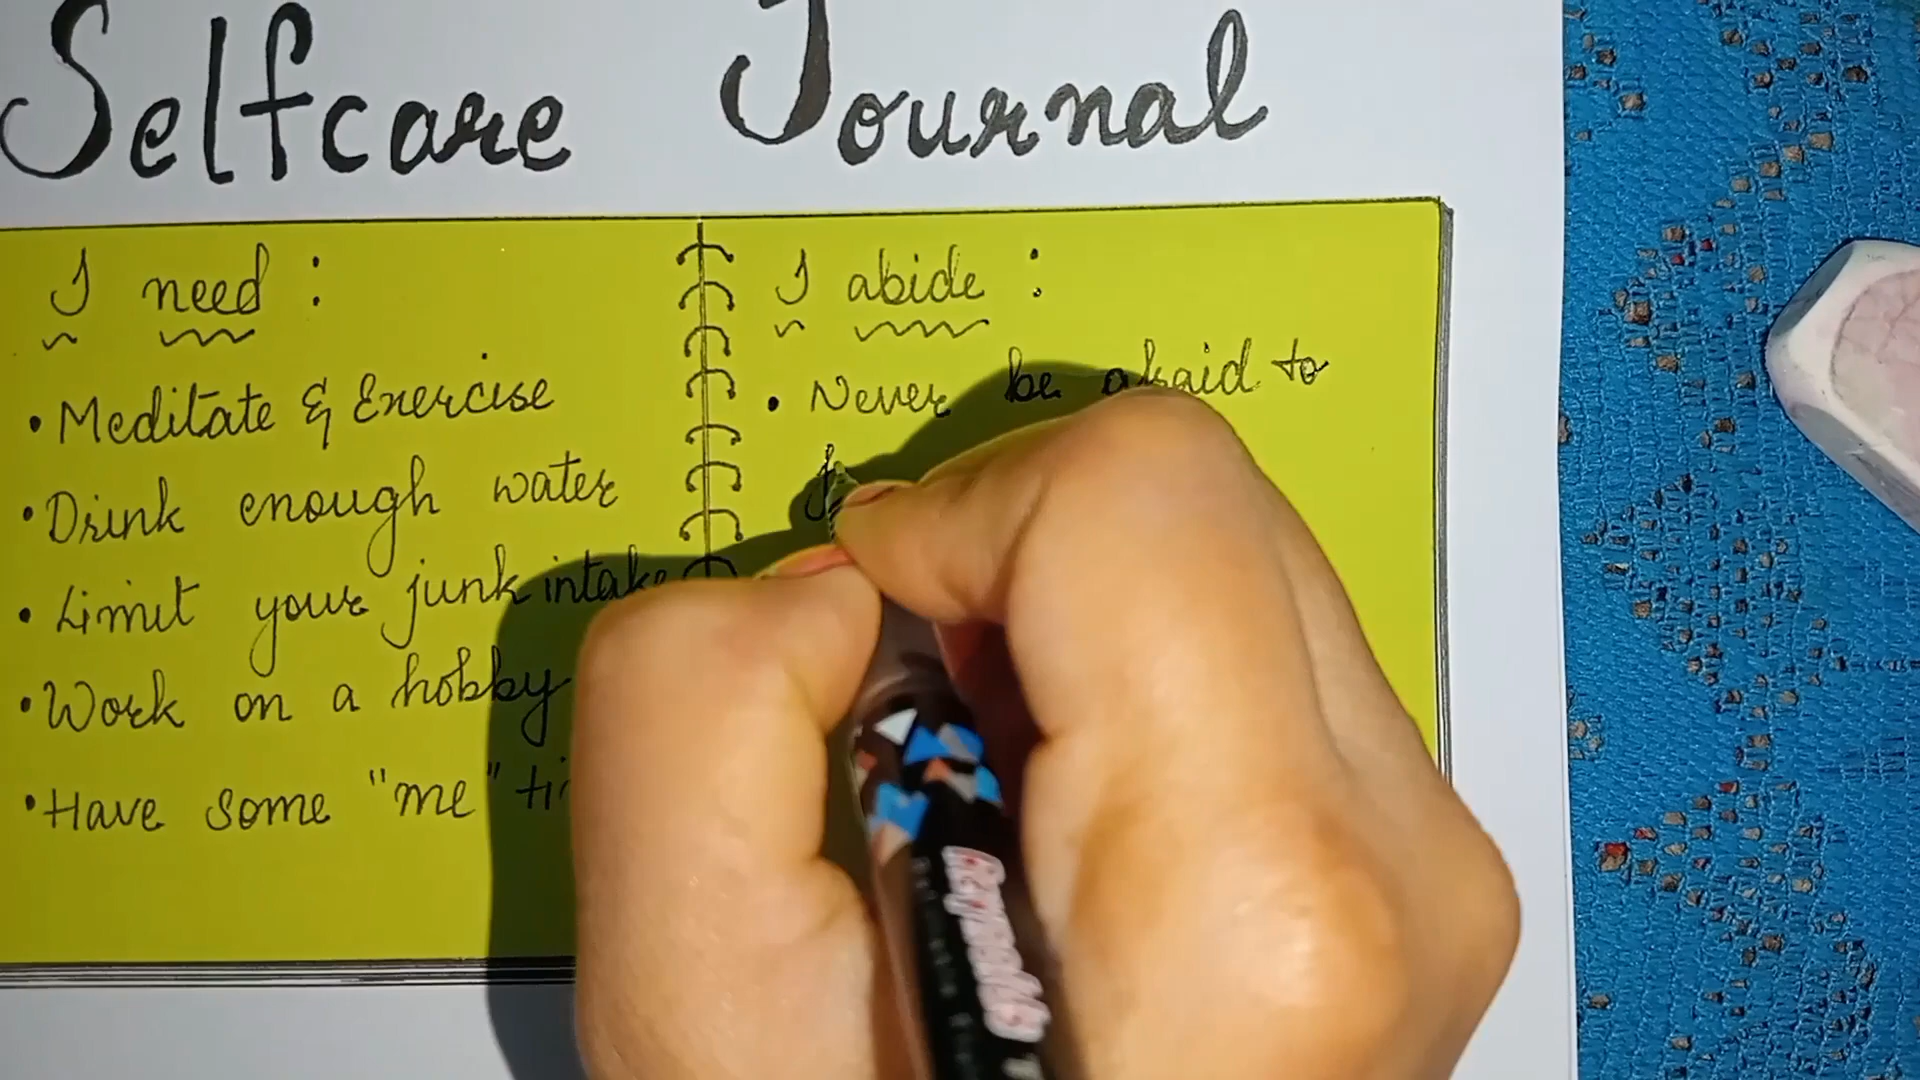 Selfcare Journal
I need :
• Meditate & Exercise
• Drink enough water
• Limit your junk intake
• Work on a hobby
• Have some "me"
I abide :
• Never be afraid to